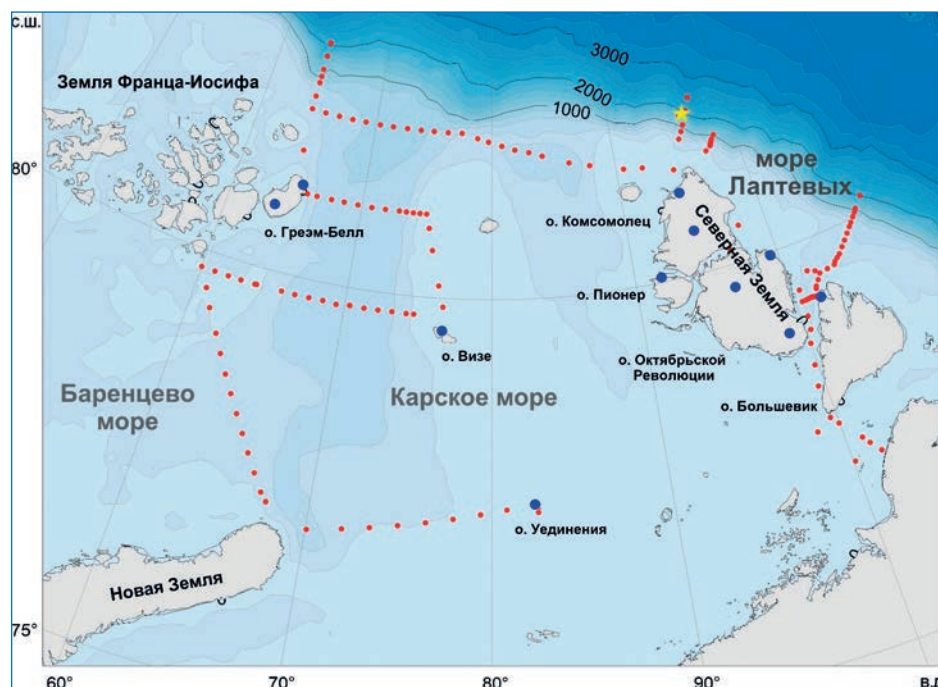 с.ш.
3000
2000
1000
Земля Франца-Иосифа
80°
море
Лаптевых
о. Комсомолец
о. Греэм-Белл
Северная Земля
о. Пионер
о. Визе
о. Октябрьской
Революции
Баренцево
море
Карское море
о. Большевик
о. Уединения
Новая Земля
75°
60°
70°
80°
90°
в.д.